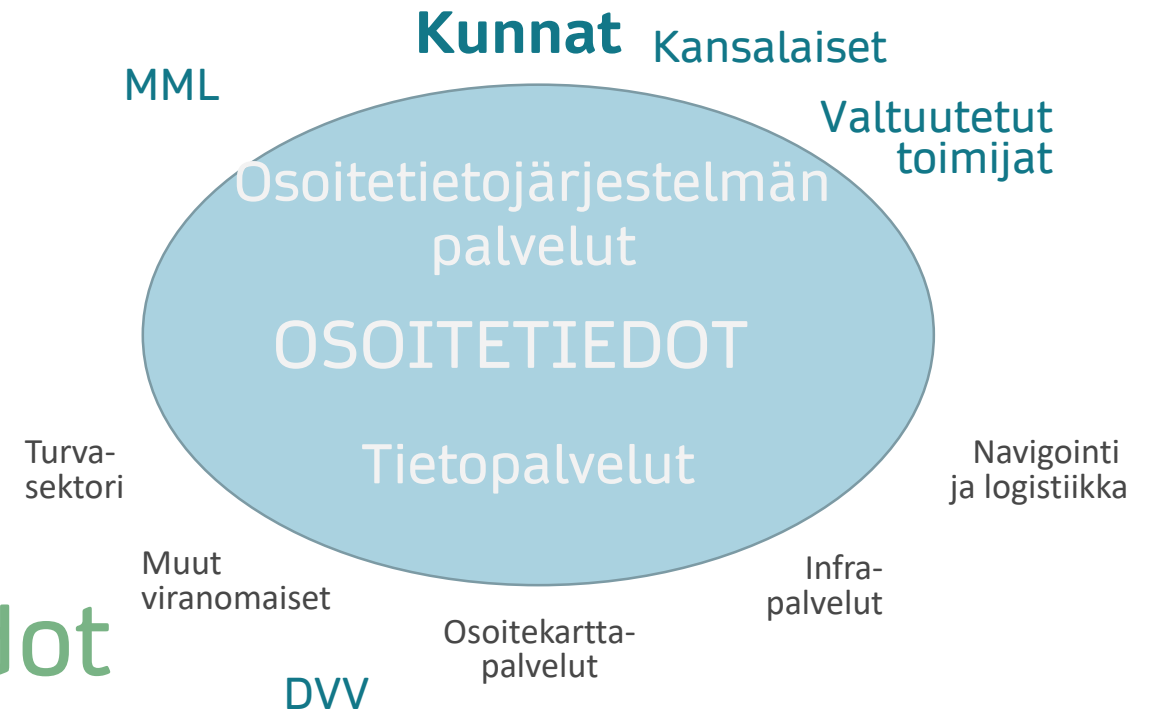 Kunnat
Kansalaiset
MML
Valtuutetut
toimijat
Osoitetietojärjestelmän
palvelut
OSOITETIEDOT
Tietopalvelut
Turva-
sektori
Navigointi
ja logistiikka
Muut
viranomaiset
Infra-
palvelut
Osoitekartta-
palvelut
DVV